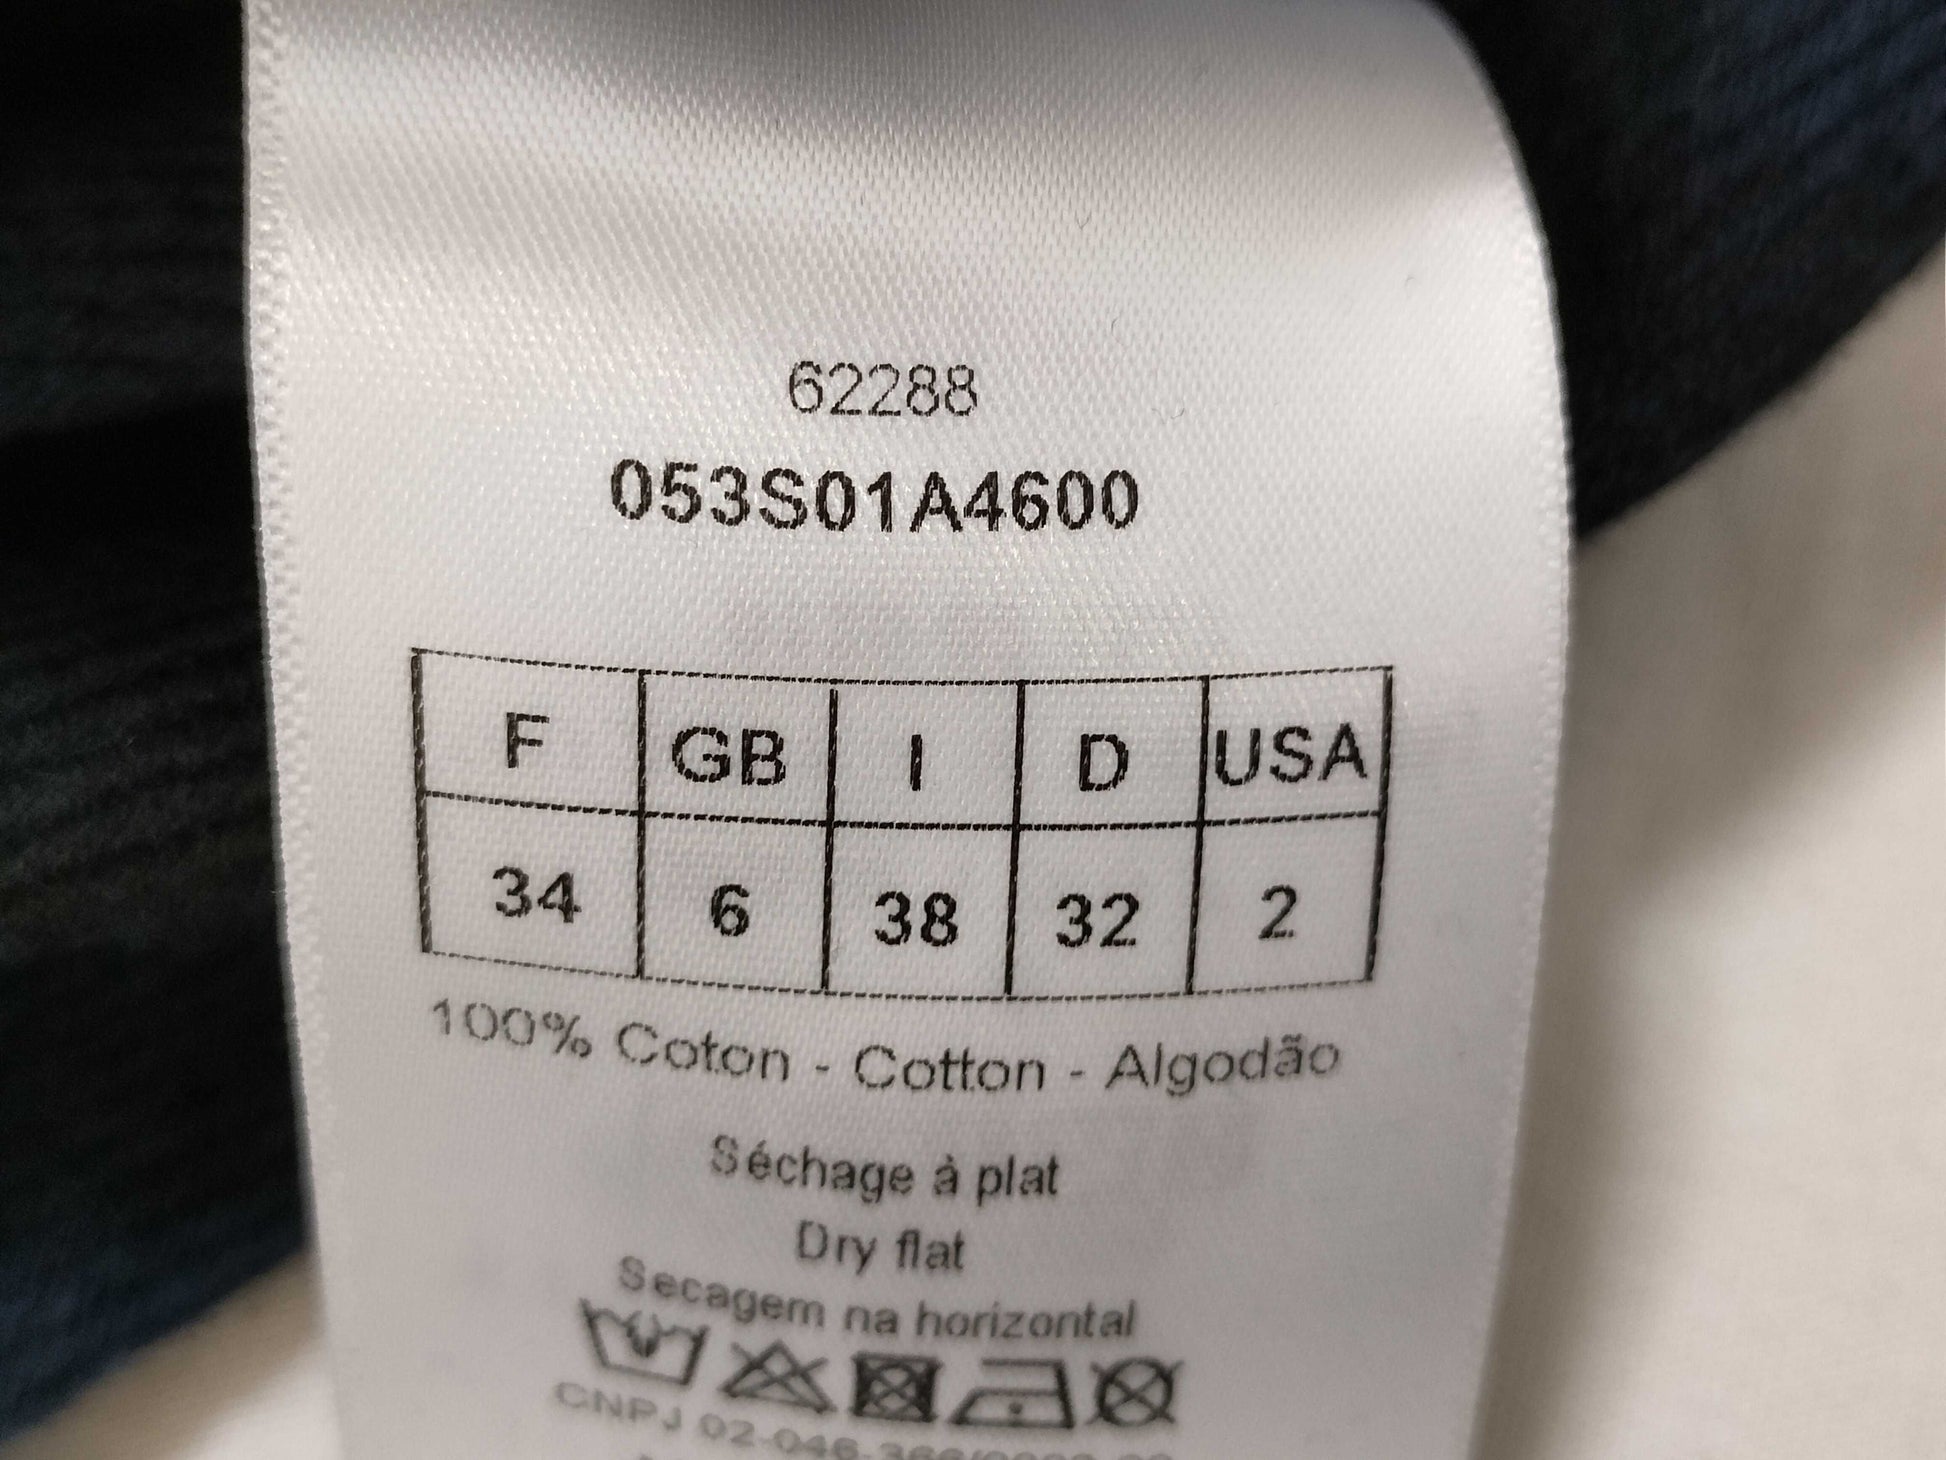 62288
053S01A4600
F GB I D USA
34 6 38 32 2
100% Coton - Cotton - Algodão
Séchage à plat
Dry flat
Secagem na horizontal
CNPJ